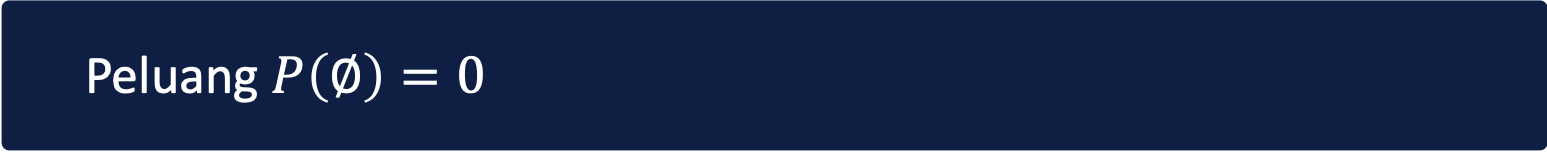 Peluang P(∅) = 0